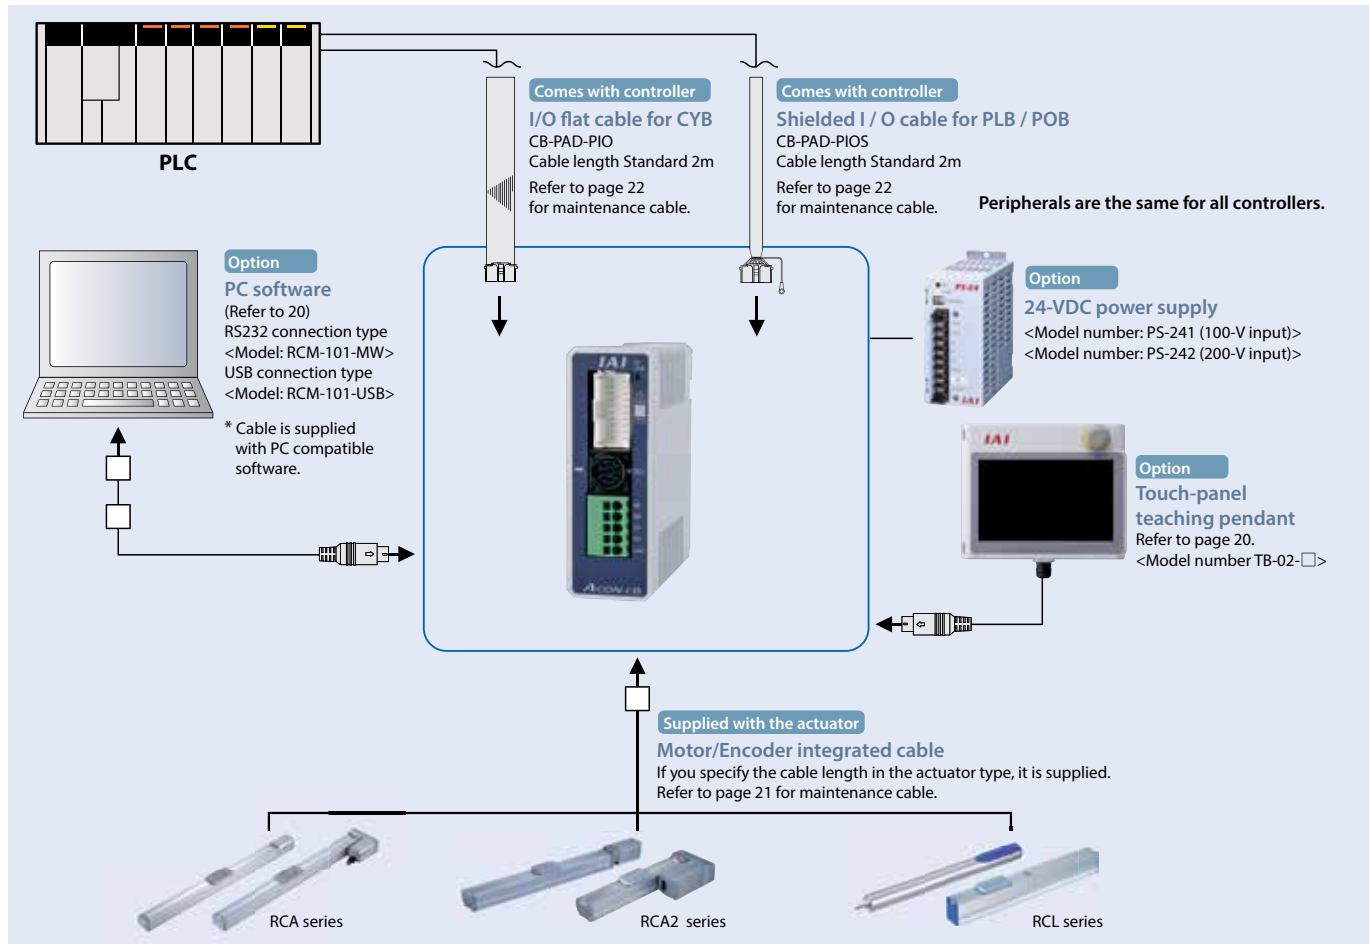 PLC
Comes with controller
I/O flat cable for CYB
CB-PAD-PIO
Cable length Standard 2m
Refer to page 22
for maintenance cable.
Comes with controller
Shielded I / O cable for PLB / POB
CB-PAD-PIOS
Cable length Standard 2m
Refer to page 22
for maintenance cable.
Peripherals are the same for all controllers.
Option
PC software
(Refer to 20)
RS232 connection type
<Model: RCM-101-MW>
USB connection type
<Model: RCM-101-USB>
* Cable is supplied
with PC compatible
software.
IAI
ACON-CB
PS-24
IAI
Option
24-VDC power supply
<Model number: PS-241 (100-V input)>
<Model number: PS-242 (200-V input)>
IAI
Option
Touch-panel
teaching pendant
Refer to page 20.
<Model number TB-02-□>
Supplied with the actuator
Motor/Encoder integrated cable
If you specify the cable length in the actuator type, it is supplied.
Refer to page 21 for maintenance cable.
RCA series
RCA2 series
RCL series